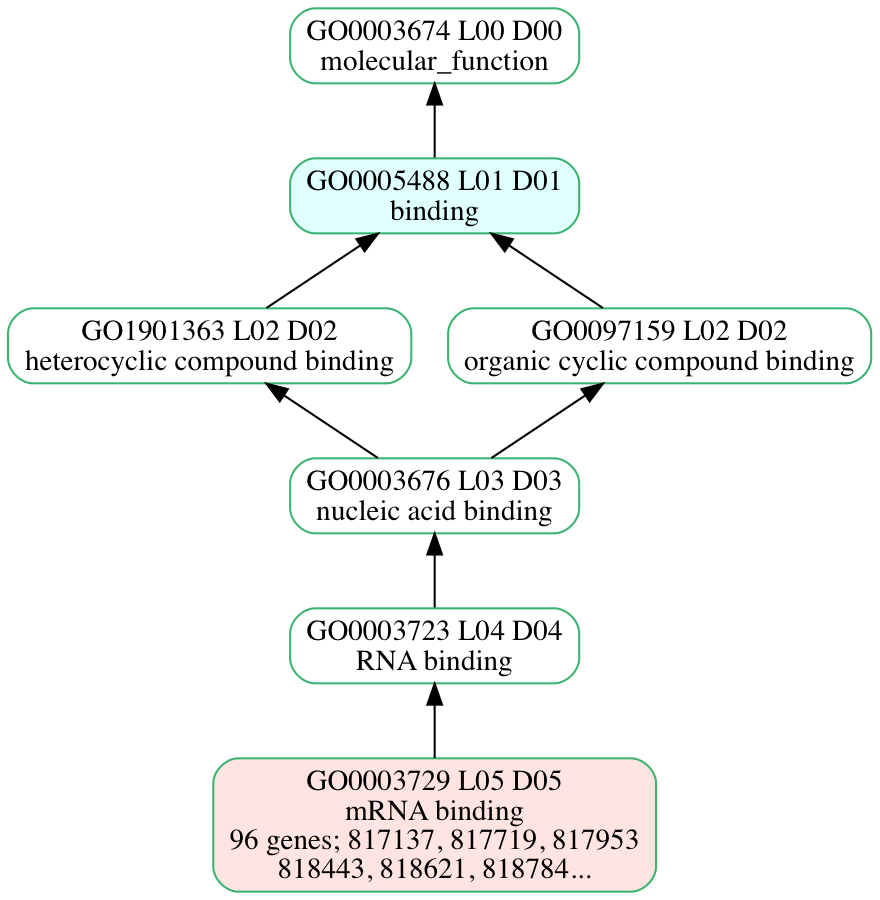 GO0003674 L00 D00
molecular_function
GO0005488 L01 D01
binding
GO1901363 L02 D02
heterocyclic compound binding
GO0097159 L02 D02
organic cyclic compound binding
GO0003676 L03 D03
nucleic acid binding
GO0003723 L04 D04
RNA binding
GO0003729 L05 D05
mRNA binding
96 genes; 817137, 817719, 817953
818443, 818621, 818784...